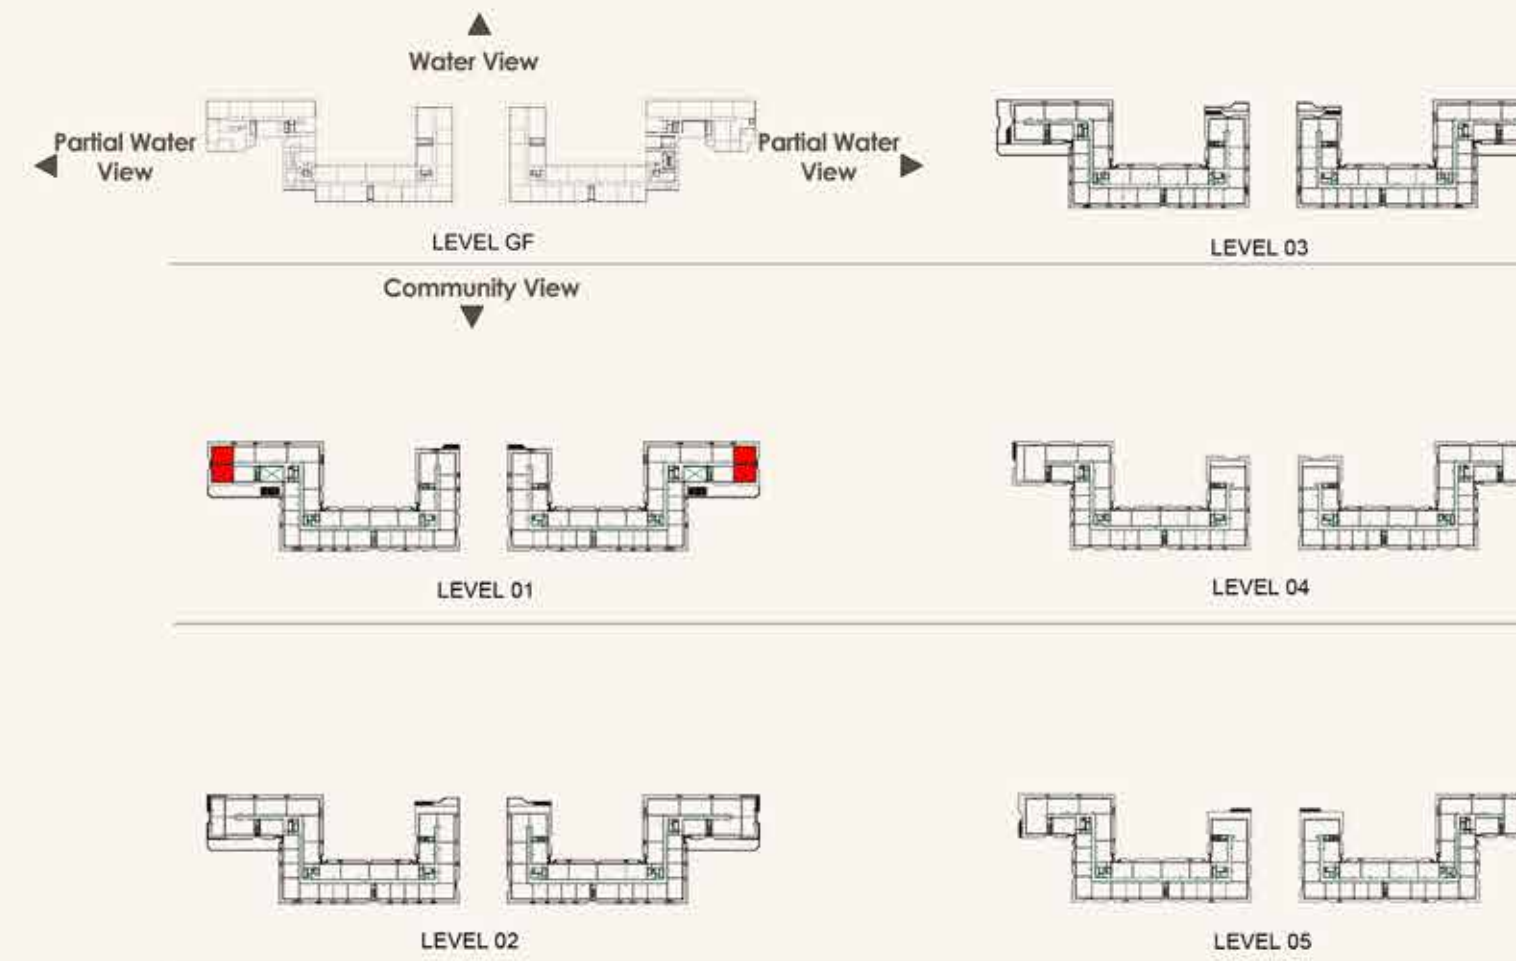 Water View
Partial Water
View
Partial Water
View
LEVEL GF
LEVEL 03
Community View
LEVEL 01
LEVEL 04
LEVEL 02
LEVEL 05